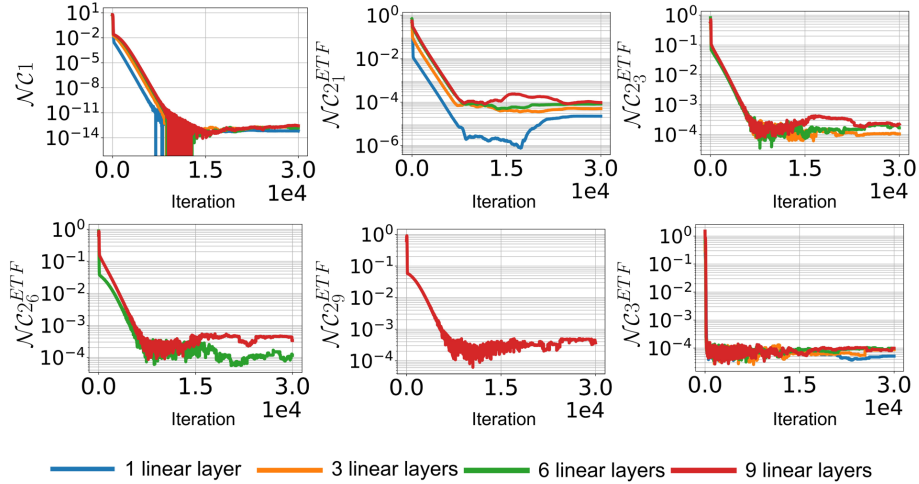 10^1
10^-2
10^-5
10^-8
10^-11
10^-14
NC1
0.0 1.5 3.0
1e4
Iteration
10^0
10^-2
10^-4
10^-6
NC2_1^ETF
0.0 1.5 3.0
1e4
Iteration
10^0
10^-1
10^-2
10^-3
10^-4
NC2_3^ETF
0.0 1.5 3.0
1e4
Iteration
10^0
10^-1
10^-2
10^-3
10^-4
NC2_6^ETF
0.0 1.5 3.0
1e4
Iteration
10^0
10^-1
10^-2
10^-3
10^-4
NC2_9^ETF
0.0 1.5 3.0
1e4
Iteration
10^0
10^-2
10^-4
NC3^ETF
0.0 1.5 3.0
1e4
Iteration
1 linear layer 3 linear layers 6 linear layers 9 linear layers